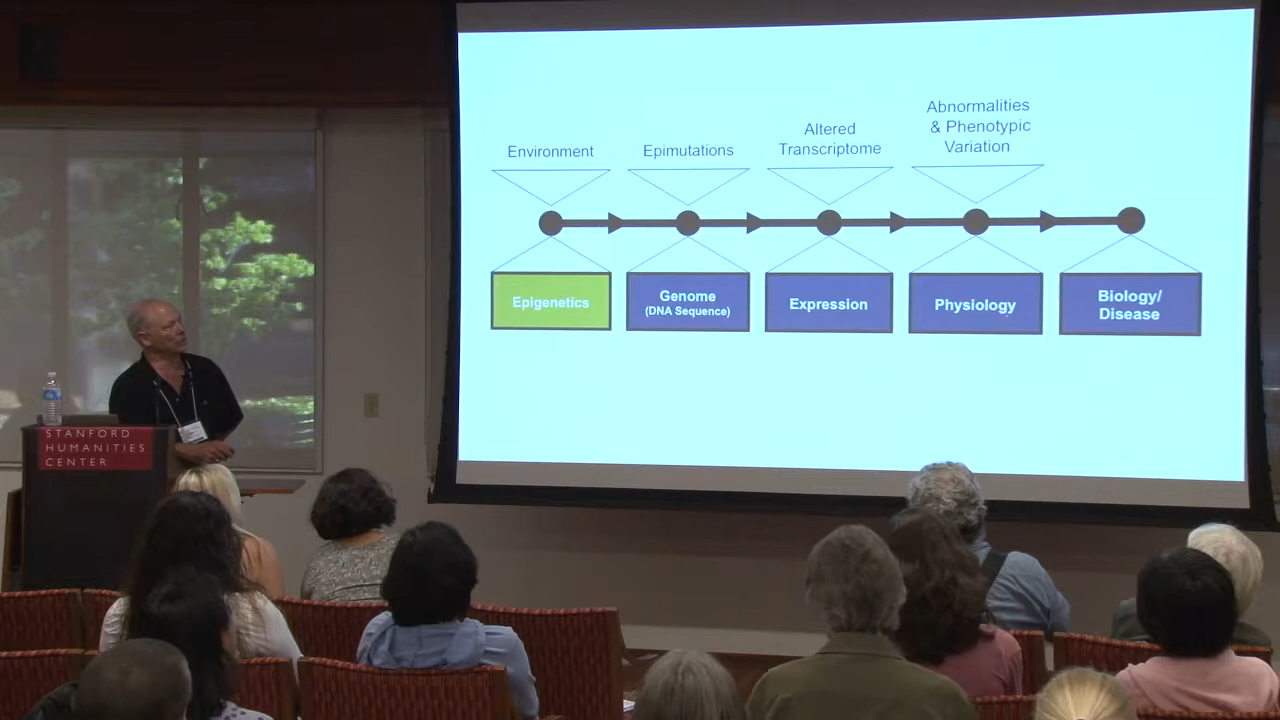 Environment
Epimutations
Altered
Transcriptome
Abnormalities
& Phenotypic
Variation
Epigenetics
Genome
(DNA Sequence)
Expression
Physiology
Biology/
Disease
STANFORD
HUMANITIES
CENTER